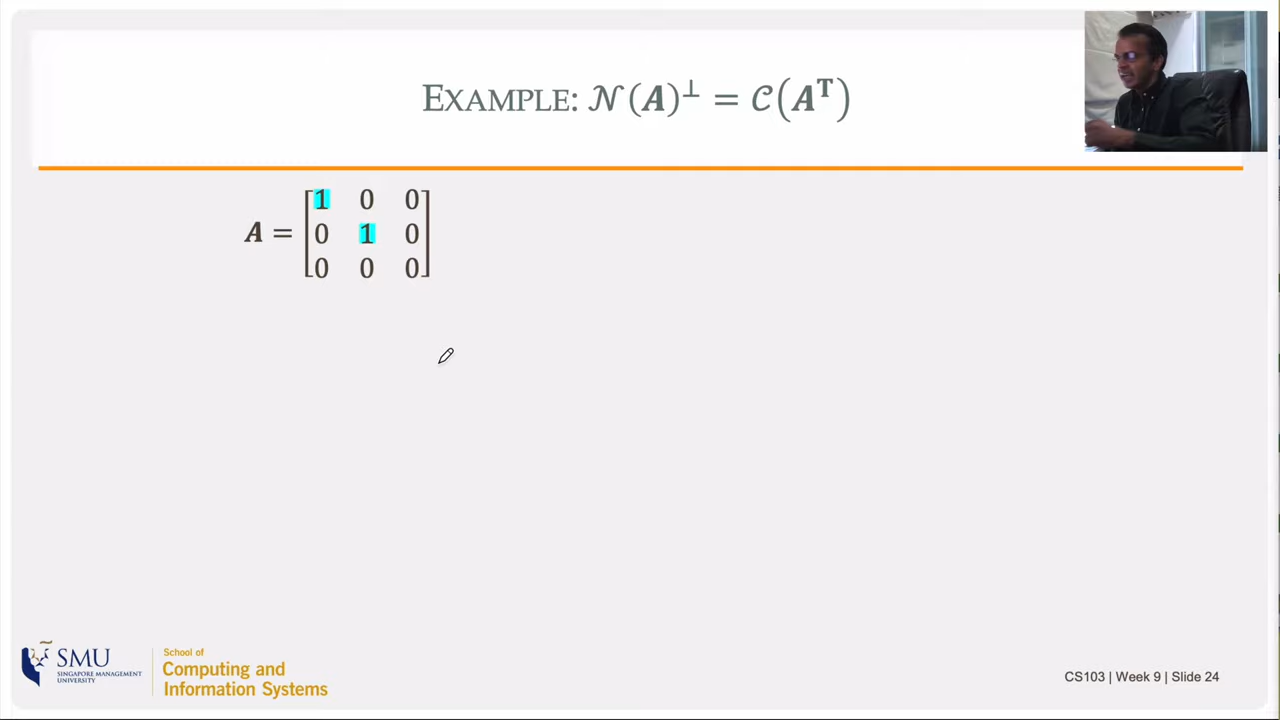 EXAMPLE: 𝒩(A)⊥ = 𝒞(Aᵀ)
A = [1 0 0
0 1 0
0 0 0]
SMU
SINGAPORE MANAGEMENT
UNIVERSITY
School of
Computing and
Information Systems
CS103 | Week 9 | Slide 24